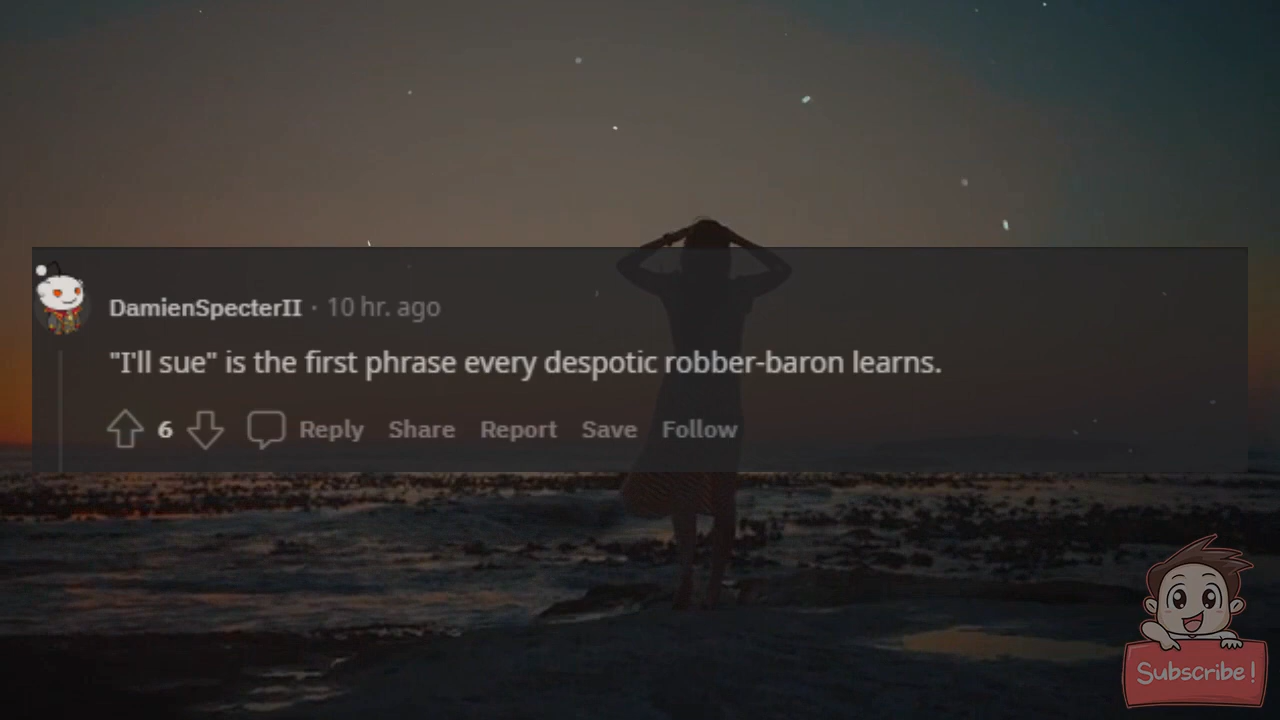 DamienSpecterII · 10 hr. ago
"I'll sue" is the first phrase every despotic robber-baron learns.
6 Reply Share Report Save Follow
Subscribe!